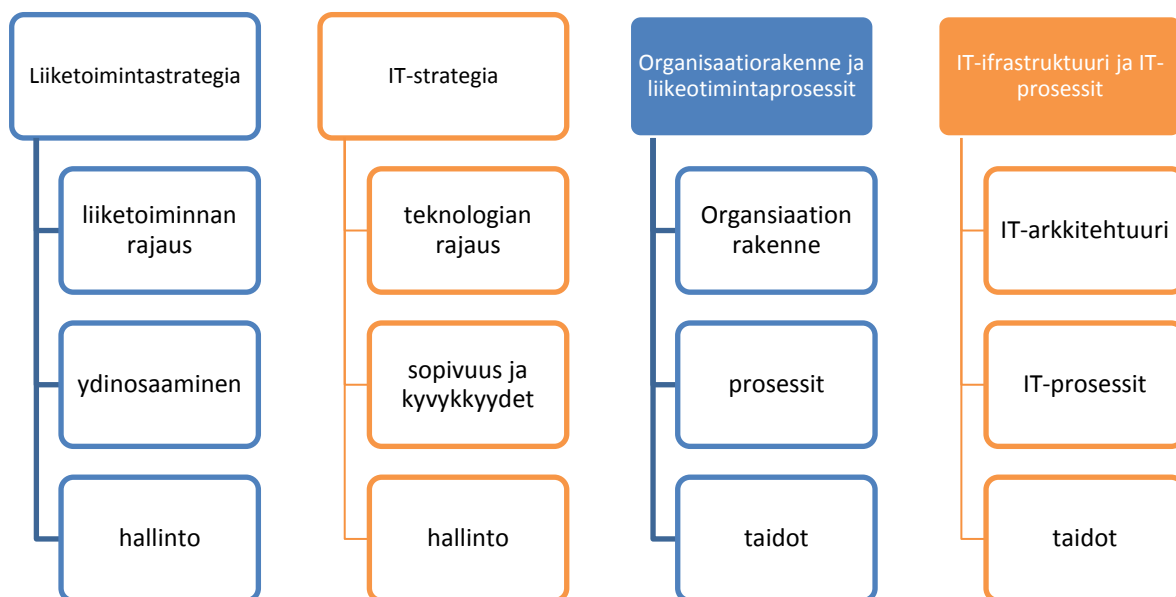 Liiketoimintastrategia
liiketoiminnan
rajaus
ydinosaaminen
hallinto
IT-strategia
teknologian
rajaus
sopivuus ja
kyvykkyydet
hallinto
Organisaatiorakenne ja
liikeotimintaprosessit
Organsiaation
rakenne
prosessit
taidot
IT-ifrastruktuuri ja IT-
prosessit
IT-arkkitehtuuri
IT-prosessit
taidot